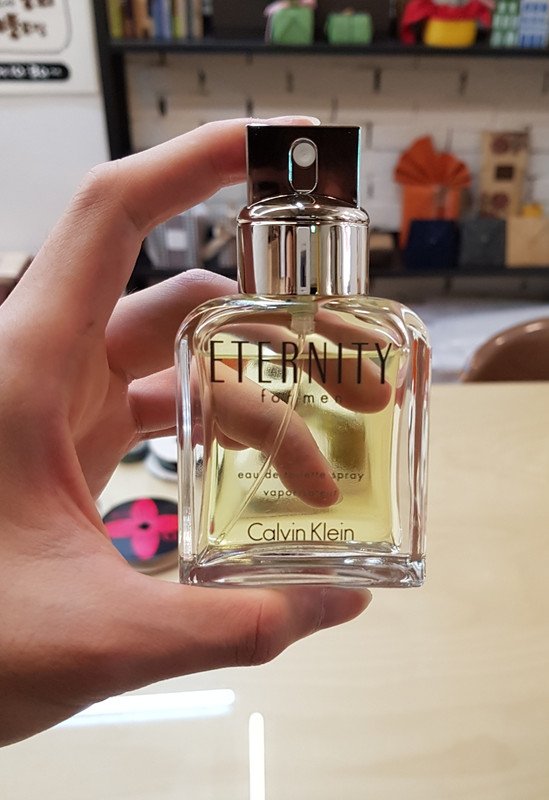 ETERNITY
for men
eau de toilette spray
Calvin Klein